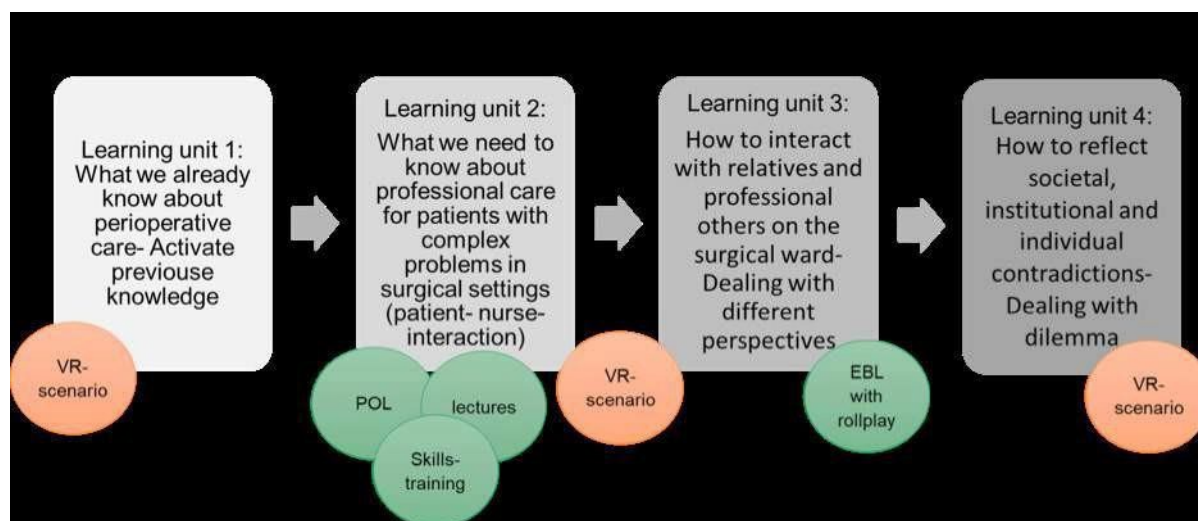 Learning unit 1:
What we already
know about
perioperative
care- Activate
previouse
knowledge
VR-
scenario
Learning unit 2:
What we need to
know about
professional care
for patients with
complex
problems in
surgical settings
(patient- nurse-
interaction)
POL
lectures
Skills-
training
VR-
scenario
Learning unit 3:
How to interact
with relatives and
professional
others on the
surgical ward-
Dealing with
different
perspectives
EBL
with
rollplay
Learning unit 4:
How to reflect
societal,
institutional and
individual
contradictions-
Dealing with
dilemma
VR-
scenario